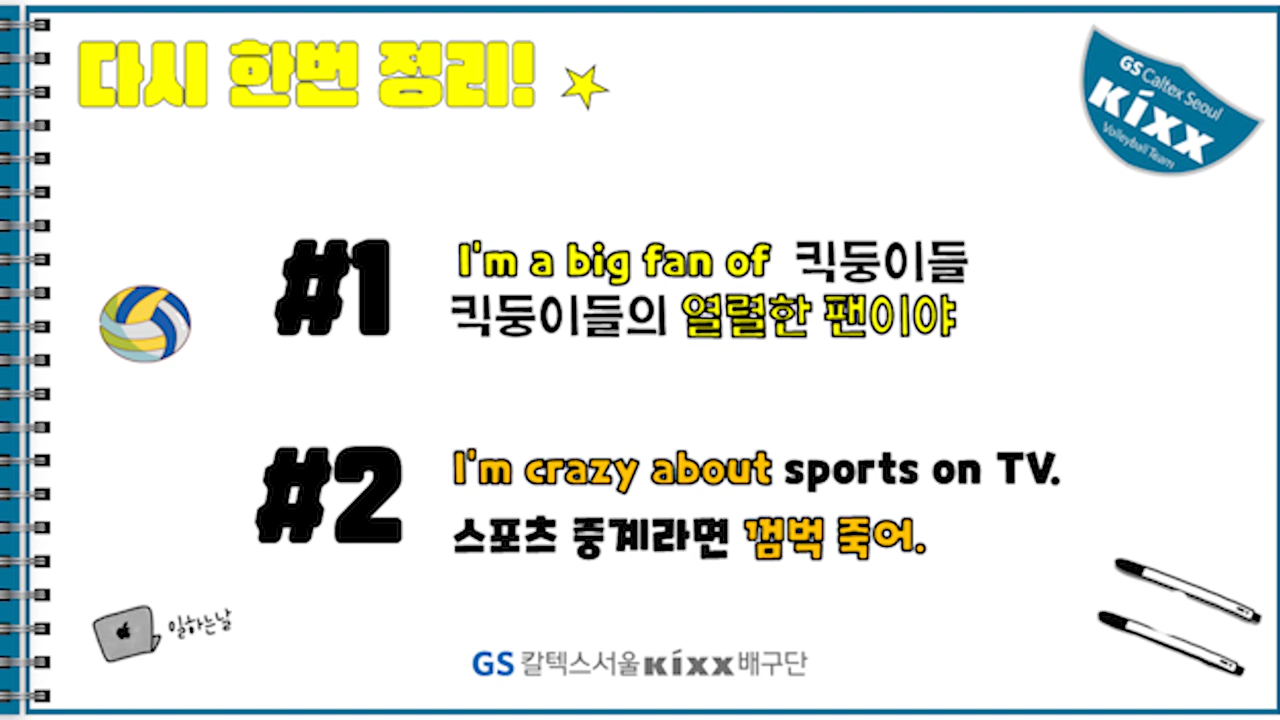 다시 한번 정리!
GS Caltex Seoul
Kixx
Volleyball Team
#1
I'm a big fan of 킥둥이들
킥둥이들의 열렬한 팬이야
#2
I'm crazy about sports on TV.
스포츠 중계라면 껌벅 죽어.
일하는날
GS 칼텍스서울 Kixx 배구단